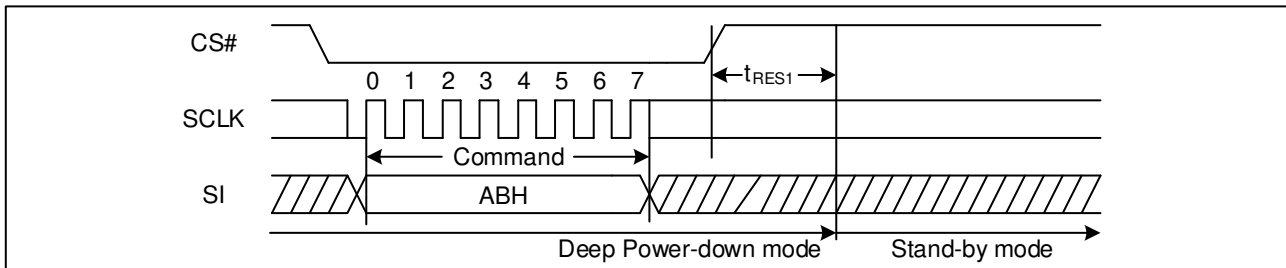 CS#
tRES1
0 1 2 3 4 5 6 7
SCLK
Command
SI
ABH
Deep Power-down mode Stand-by mode